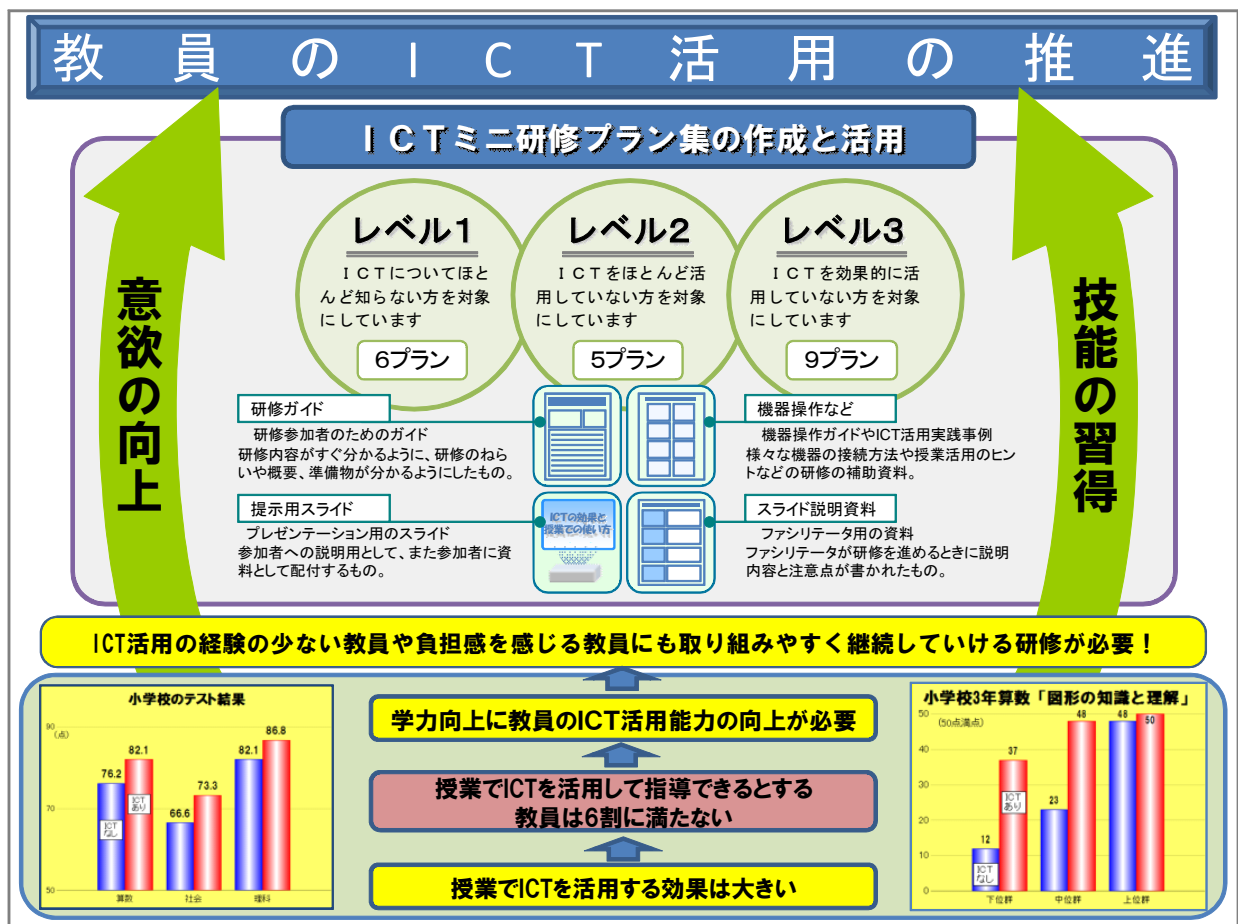 教員のICT活用の推進
ICTミニ研修プラン集の作成と活用
意欲の向上
技能の習得
レベル1
ICTについてほと
んど知らない方を対象
にしています
6プラン
レベル2
ICTをほとんど活
用していない方を対象
にしています
5プラン
レベル3
ICTを効果的に活
用していない方を対象
にしています
9プラン
研修ガイド
研修参加者のためのガイド
研修内容がすぐ分かるように、研修のねら
いや概要、準備物が分かるようにしたもの。
機器操作など
機器操作ガイドやICT活用実践事例
様々な機器の接続方法や授業活用のヒン
トなどの研修の補助資料。
提示用スライド
プレゼンテーション用のスライド
参加者への説明用として、また参加者に資
料として配付するもの。
ICTの効果と
授業での使い方
スライド説明資料
ファシリテータ用の資料
ファシリテータが研修を進めるときに説明
内容と注意点が書かれたもの。
ICT活用の経験の少ない教員や負担感を感じる教員にも取り組みやすく継続していける研修が必要！
小学校のテスト結果
90
(点)
70
50
76.2
82.1
66.6
73.3
82.1
86.8
ICT
なし
ICT
あり
算数
社会
理科
学力向上に教員のICT活用能力の向上が必要
授業でICTを活用して指導できるとする
教員は6割に満たない
授業でICTを活用する効果は大きい
小学校3年算数「図形の知識と理解」
(50点満点)
50
40
30
20
10
0
12
37
23
48
48
50
ICT
なし
ICT
あり
下位群
中位群
上位群